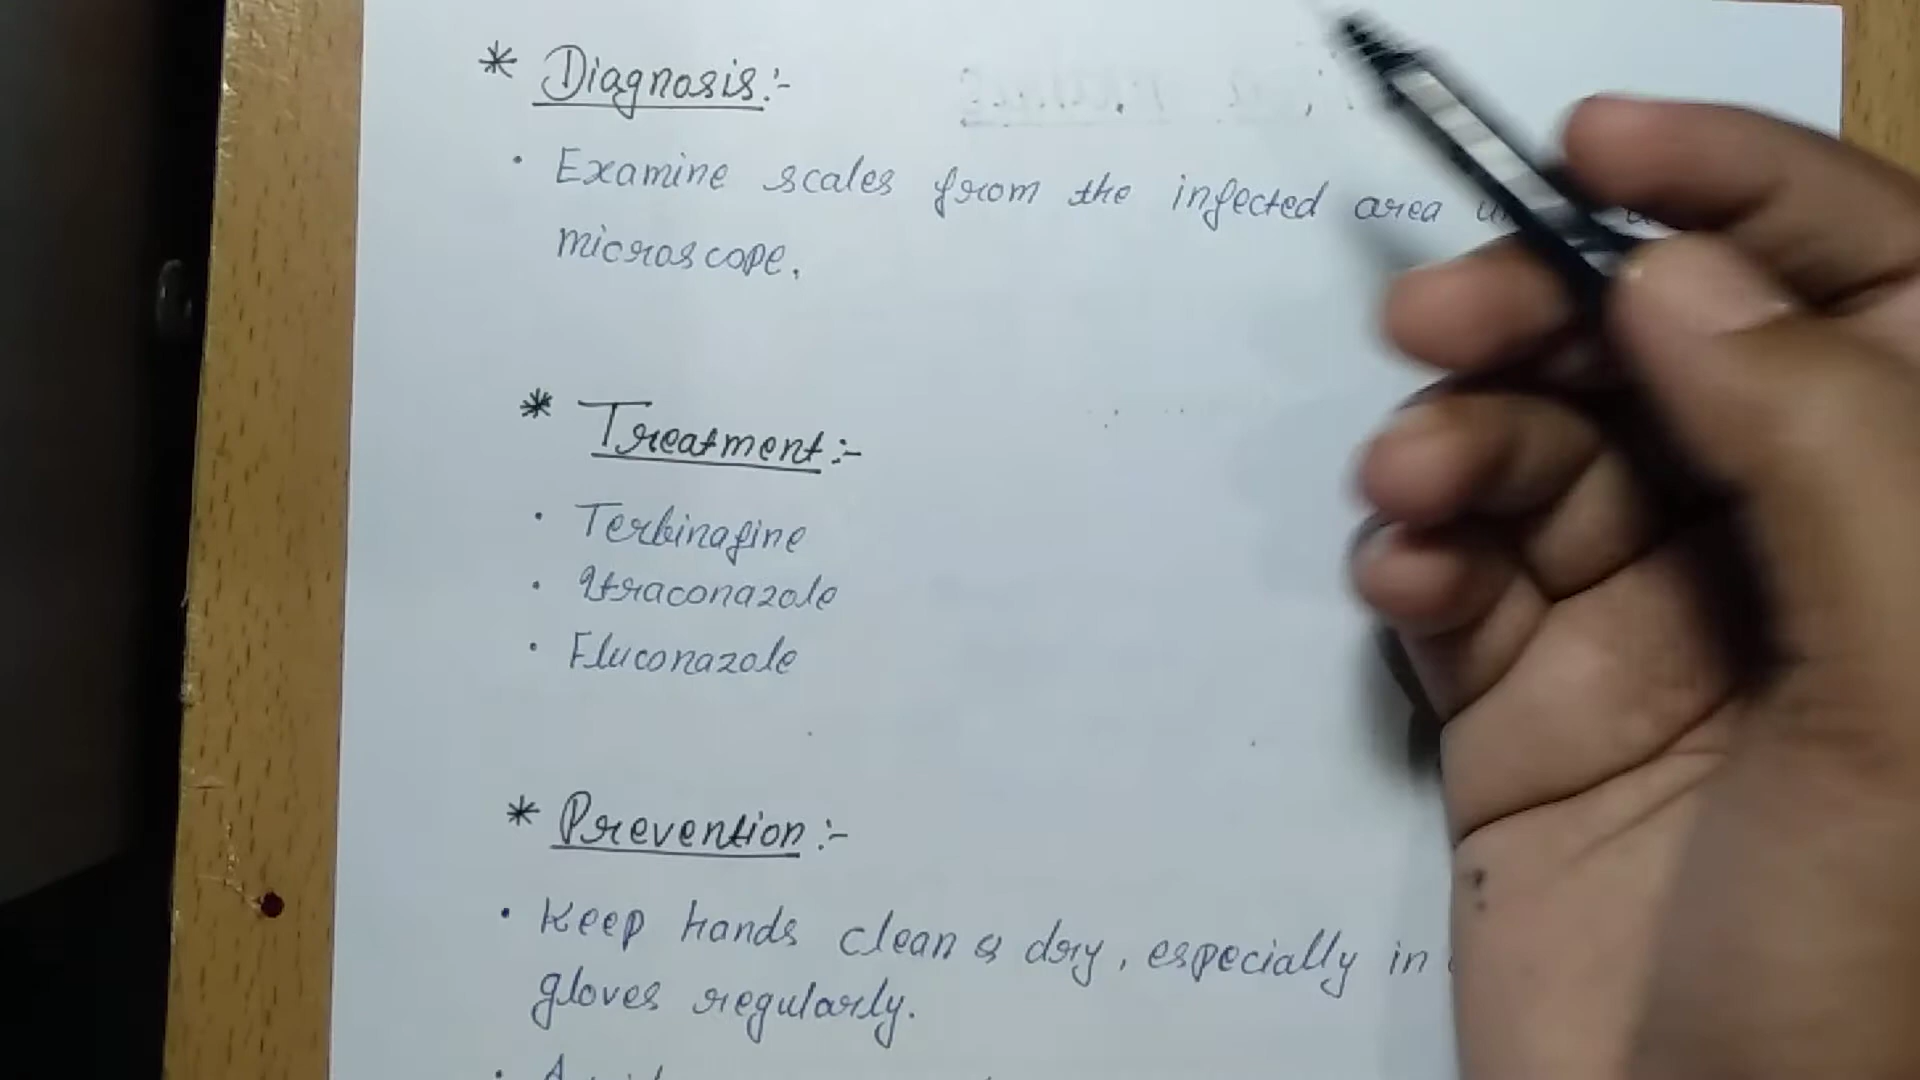 * Diagnosis:-
• Examine scales from the infected area
microscope.
* Treatment:-
• Terbinafine
• Itraconazole
• Fluconazole
* Prevention:-
• Keep hands clean & dry, especially in
gloves regularly.